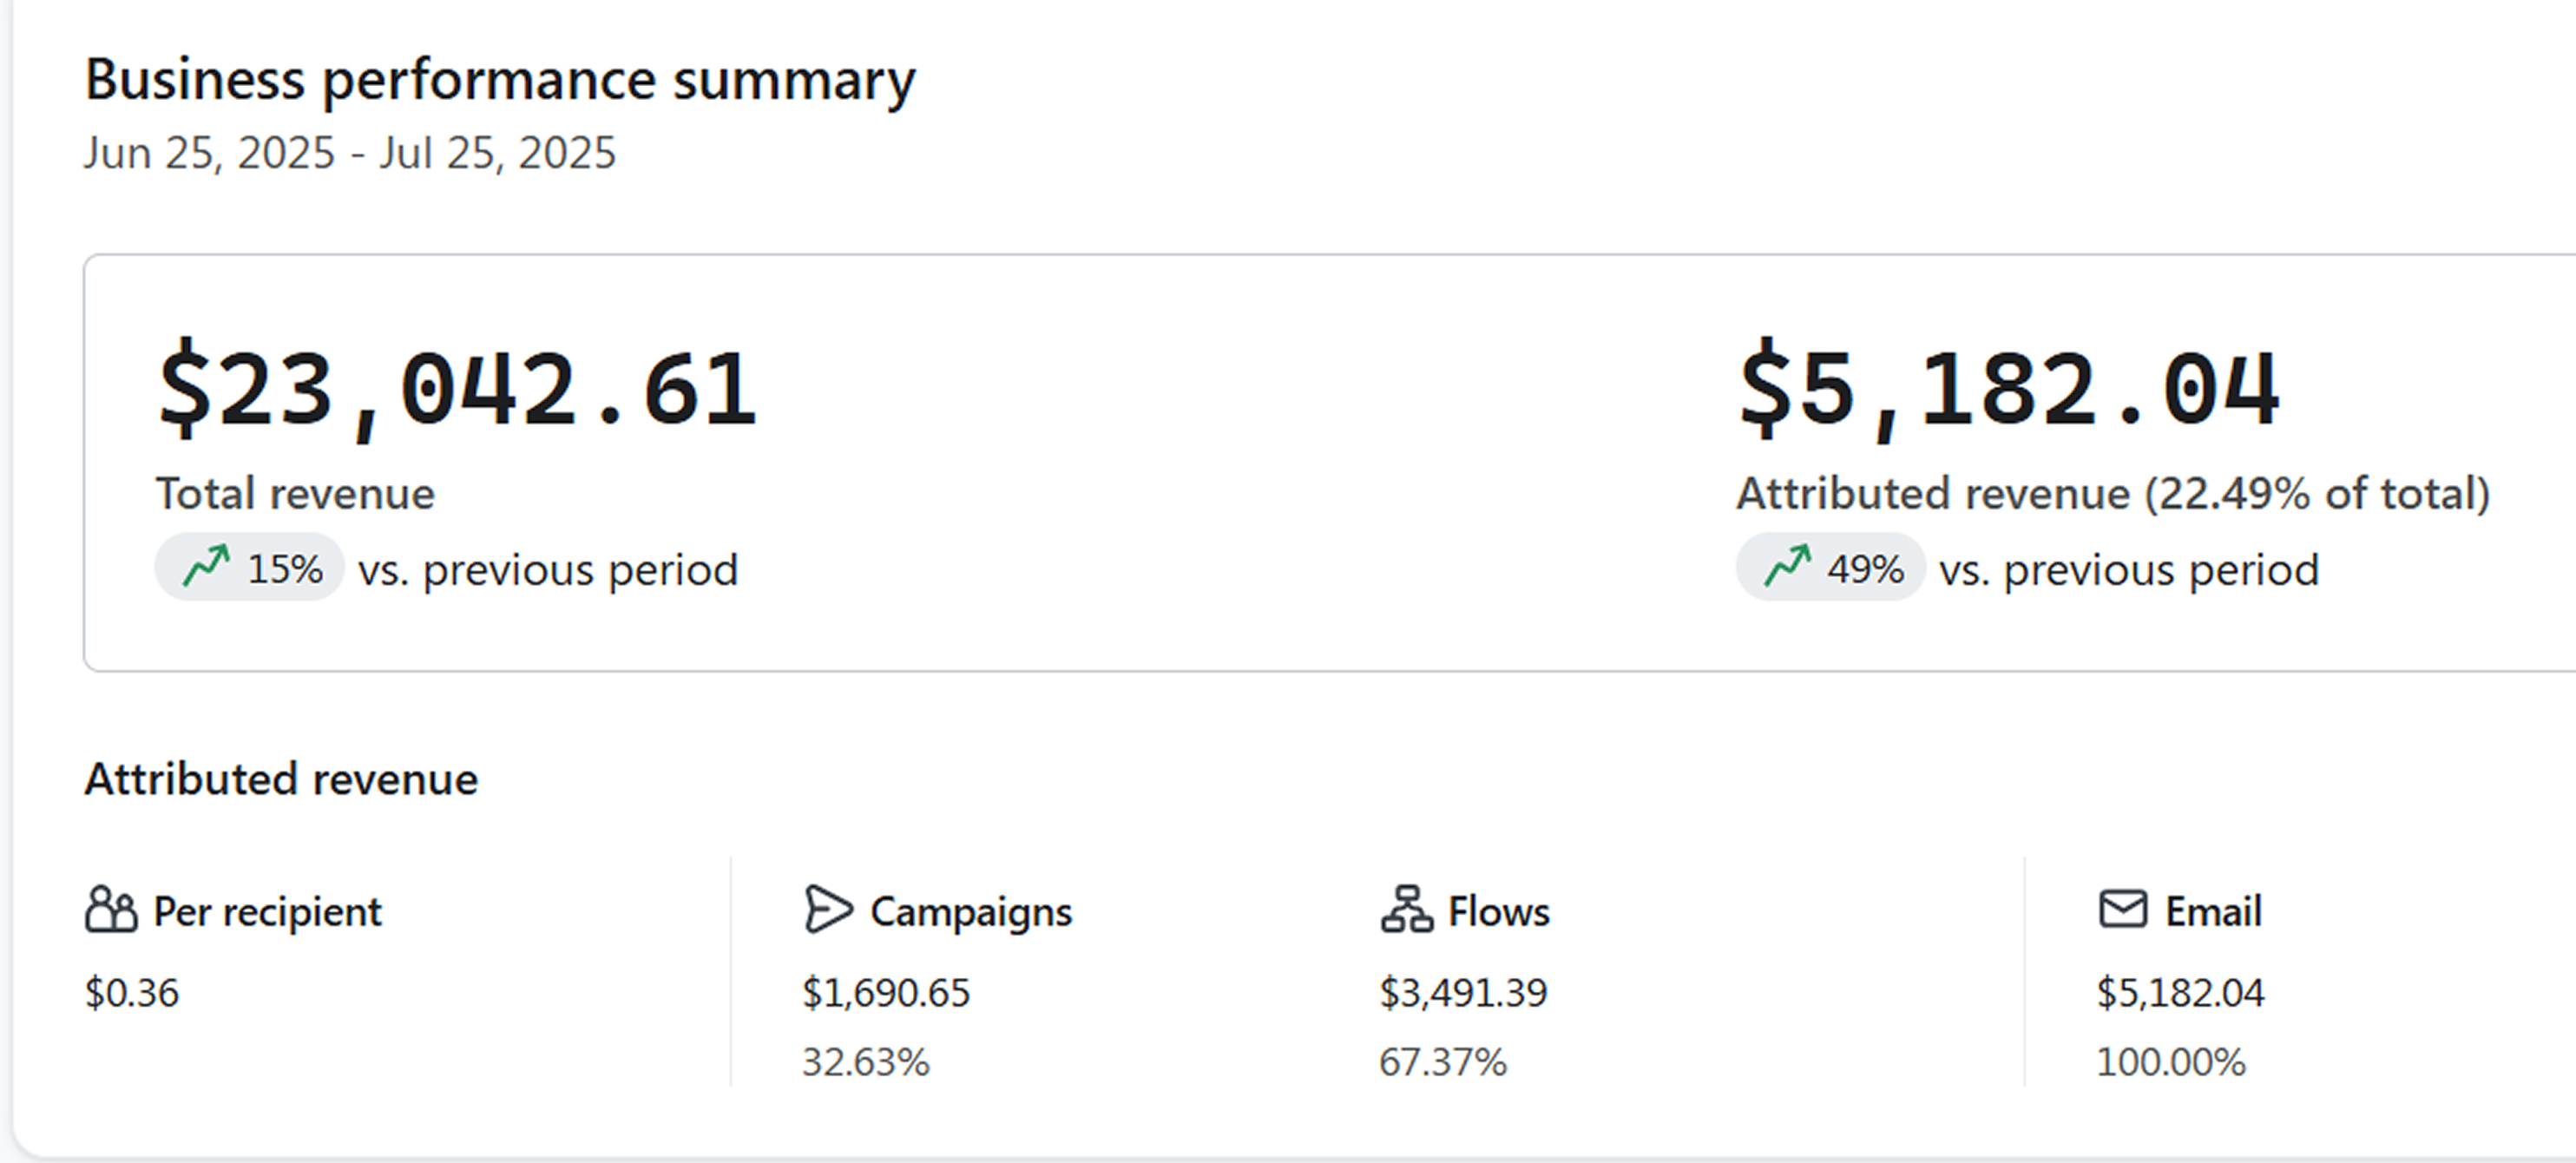 Business performance summary
Jun 25, 2025 - Jul 25, 2025
$23,042.61
Total revenue
15% vs. previous period
$5,182.04
Attributed revenue (22.49% of total)
49% vs. previous period
Attributed revenue
Per recipient
$0.36
Campaigns
$1,690.65
32.63%
Flows
$3,491.39
67.37%
Email
$5,182.04
100.00%